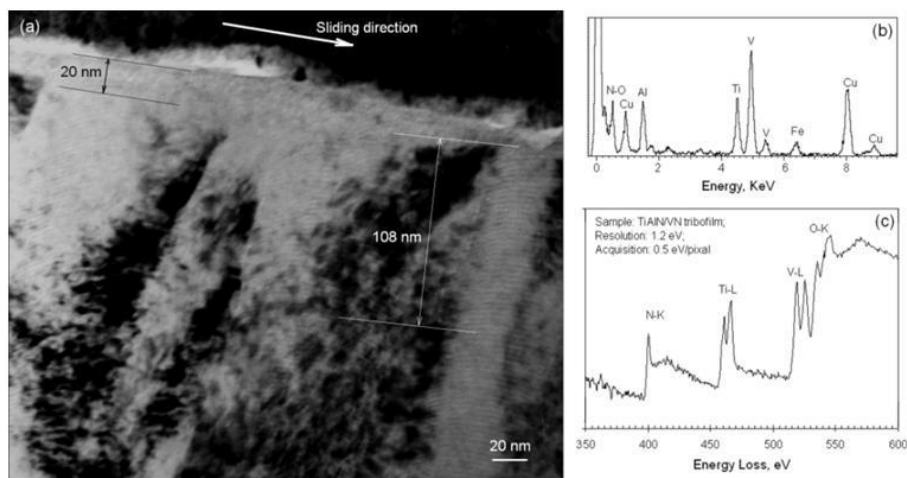 (a)
Sliding direction
20 nm
108 nm
20 nm
(b)
V
Cu
N-O
Cu
Al
Ti
V
Fe
Cu
0 2 4 6 8
Energy, KeV
(c)
Sample: TiAlN/VN tribofilm;
Resolution: 1.2 eV;
Acquisition: 0.5 eV/pixal
O-K
V-L
Ti-L
N-K
350 400 450 500 550 600
Energy Loss, eV